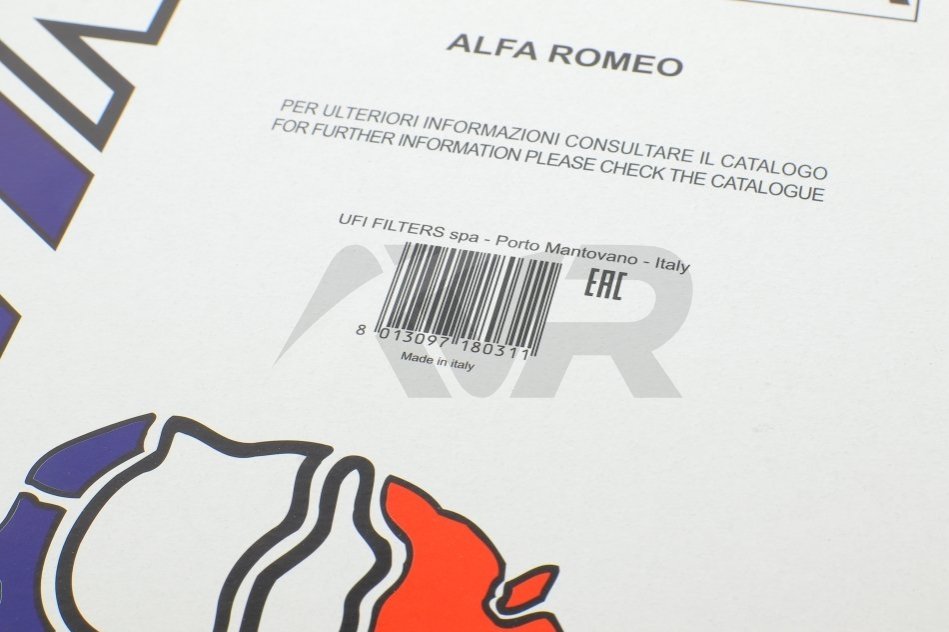 ALFA ROMEO
PER ULTERIORI INFORMAZIONI CONSULTARE IL CATALOGO
FOR FURTHER INFORMATION PLEASE CHECK THE CATALOGUE
UFI FILTERS spa - Porto Mantovano - Italy
EAC
8 013097 180311
Made in italy